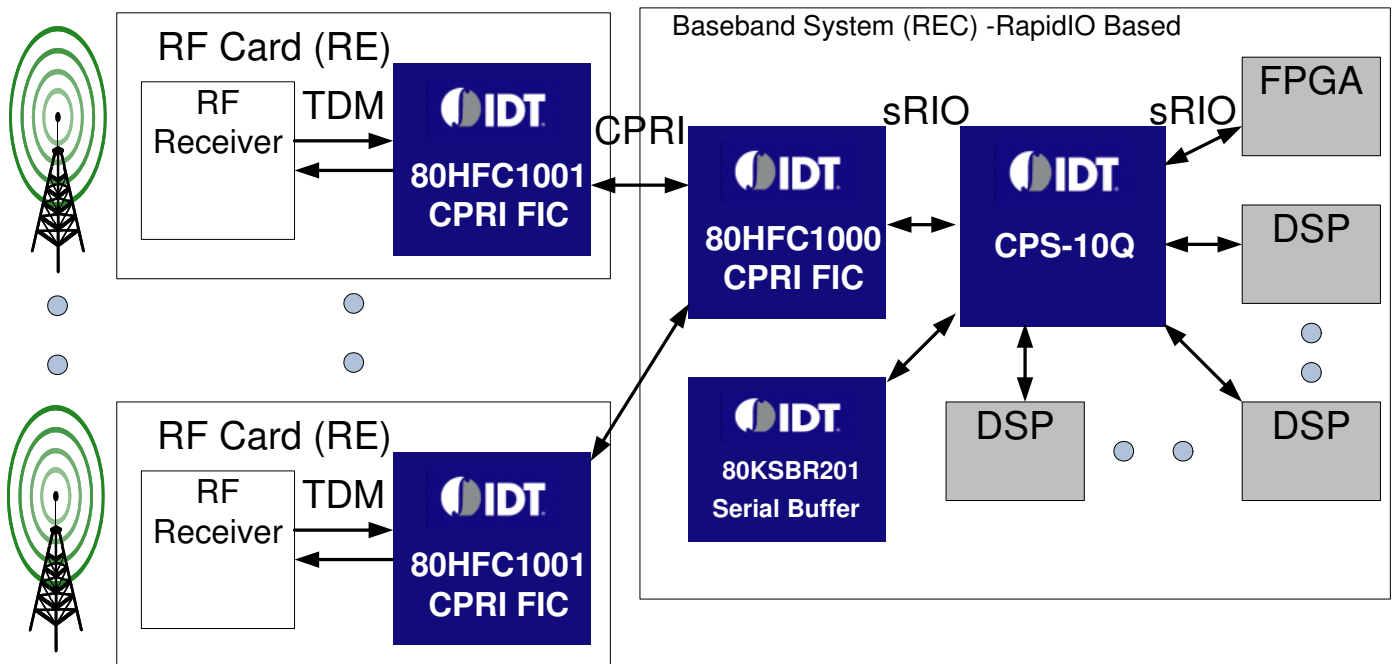 RF Card (RE)
RF
Receiver
TDM
IDT
80HFC1001
CPRI FIC
CPRI
Baseband System (REC) -RapidIO Based
IDT
80HFC1000
CPRI FIC
sRIO
IDT
CPS-10Q
sRIO
FPGA
DSP
IDT
80KSBR201
Serial Buffer
DSP
DSP
RF Card (RE)
RF
Receiver
TDM
IDT
80HFC1001
CPRI FIC